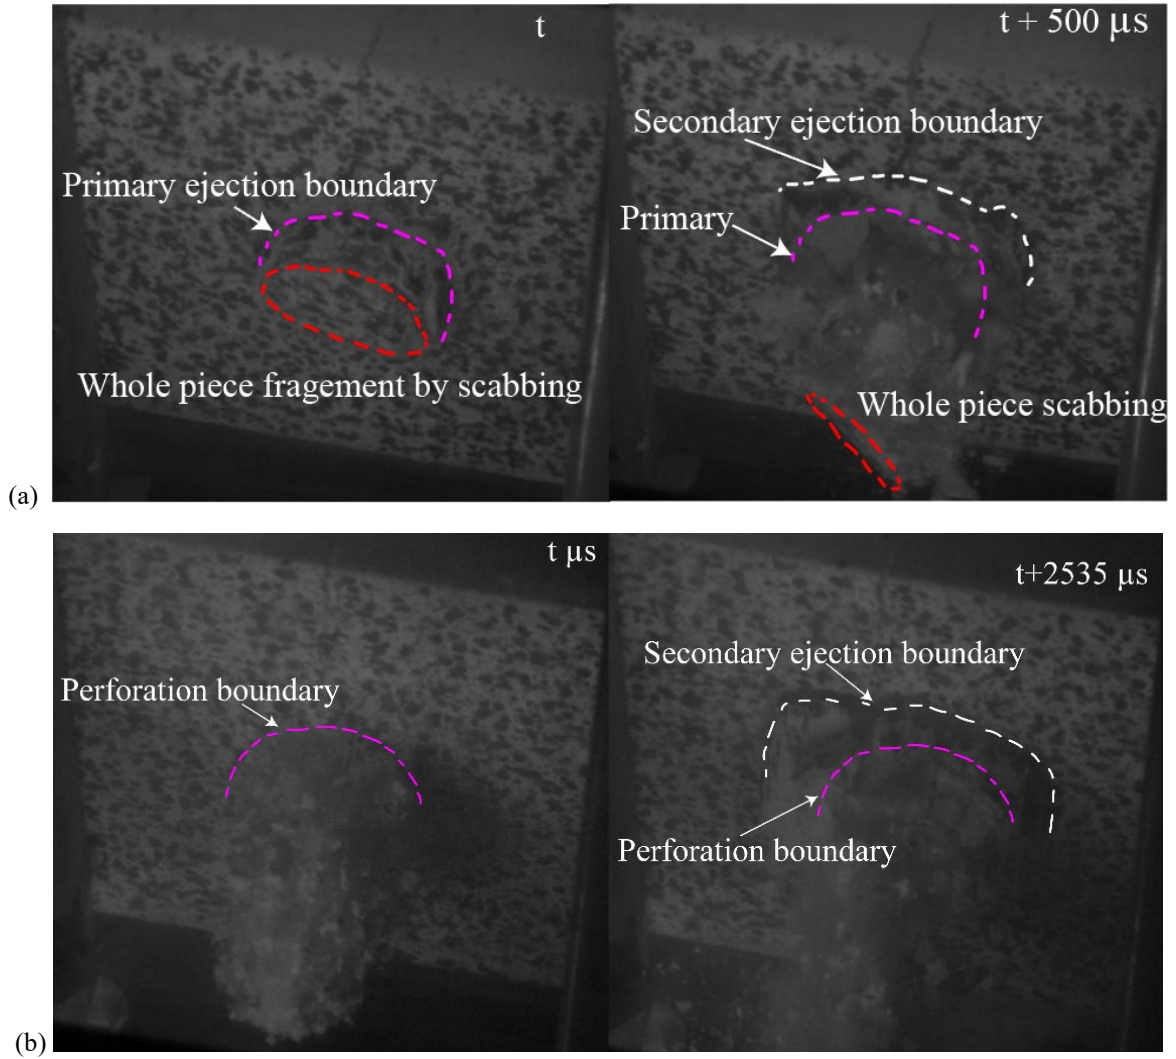 t
t + 500 µs
Secondary ejection boundary
Primary ejection boundary
Primary
Whole piece fragement by scabbing
Whole piece scabbing
(a)
t µs
t+2535 µs
Secondary ejection boundary
Perforation boundary
Perforation boundary
(b)